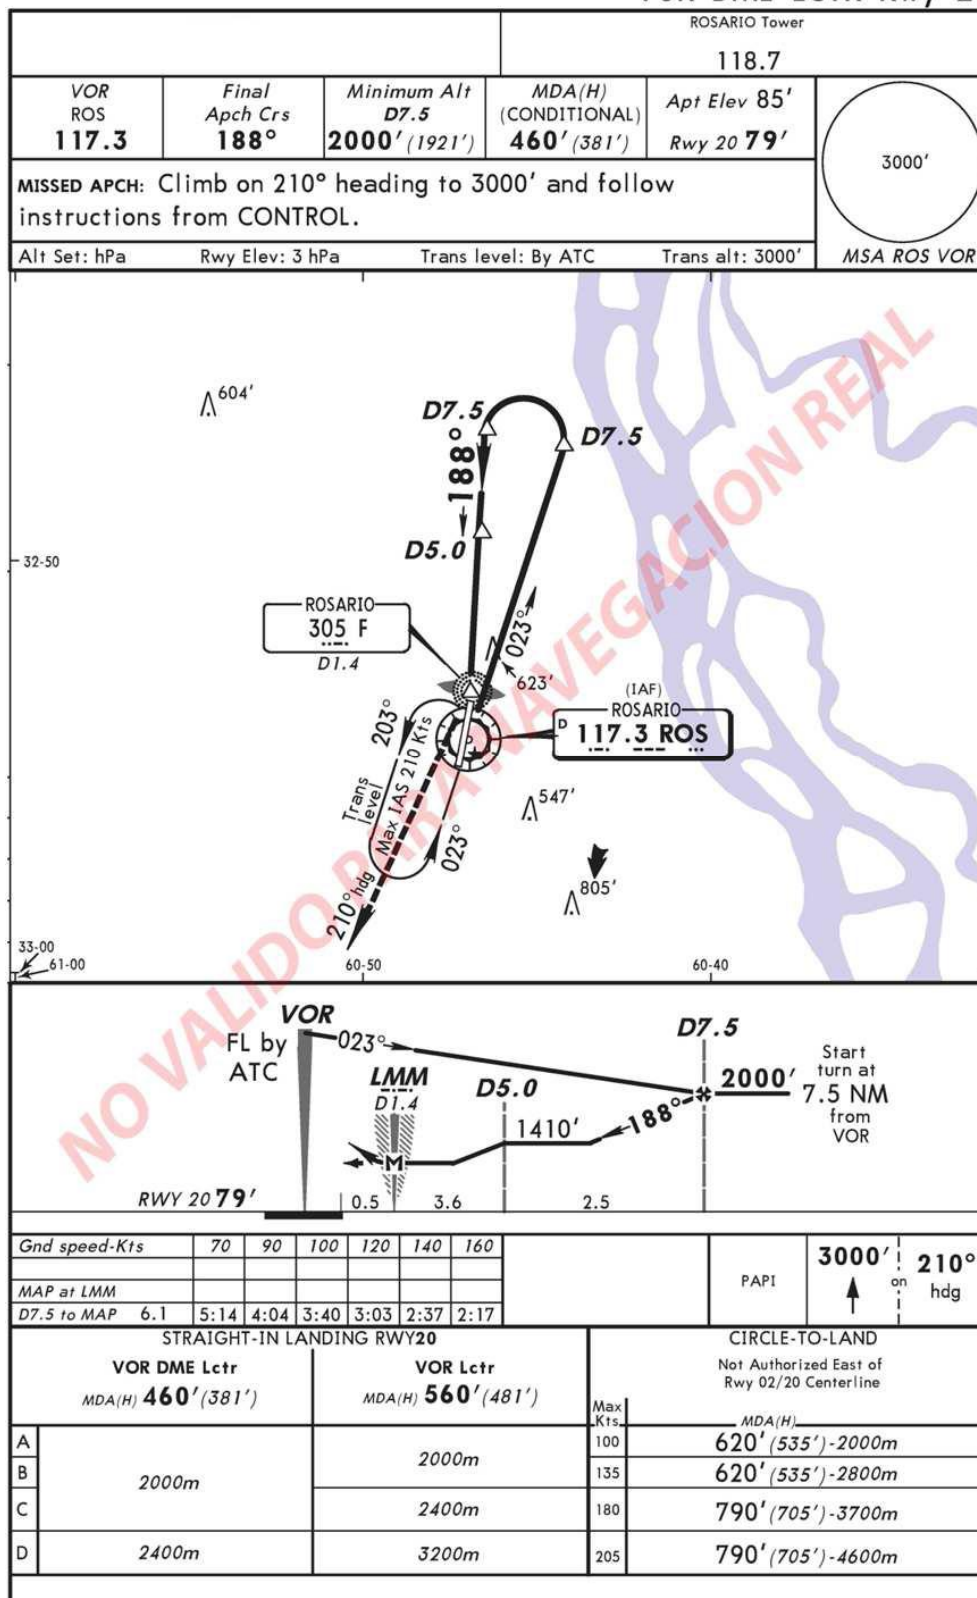 ROSARIO Tower
118.7
VOR
ROS
117.3
Final
Apch Crs
188°
Minimum Alt
D7.5
2000' (1921')
MDA(H)
(CONDITIONAL)
460' (381')
Apt Elev 85'
Rwy 20 79'
3000'
MSA ROS VOR
MISSED APCH: Climb on 210° heading to 3000' and follow
instructions from CONTROL.
Alt Set: hPa Rwy Elev: 3 hPa Trans level: By ATC Trans alt: 3000'
604'
D7.5
D7.5
188°
D5.0
32-50
ROSARIO
305 F
D1.4
023°
623'
(IAF)
ROSARIO
D 117.3 ROS
203°
Trans
level
Max IAS 210 Kts
023°
210° hdg
547'
805'
33-00
61-00
60-50
60-40
NO VALIDO PARA NAVEGACION REAL
VOR
FL by
ATC
023°
D7.5
LMM
D1.4
D5.0
2000'
Start
turn at
7.5 NM
from
VOR
1410'
188°
M
RWY 20 79'
0.5 3.6 2.5
Gnd speed-Kts 70 90 100 120 140 160
MAP at LMM
D7.5 to MAP 6.1 5:14 4:04 3:40 3:03 2:37 2:17
PAPI
3000' on 210°
hdg
STRAIGHT-IN LANDING RWY20
VOR DME Lctr
MDA(H) 460' (381')
VOR Lctr
MDA(H) 560' (481')
CIRCLE-TO-LAND
Not Authorized East of
Rwy 02/20 Centerline
Max
Kts
MDA(H)
A 2000m 2000m 100 620' (535')-2000m
B 135 620' (535')-2800m
C 2400m 180 790' (705')-3700m
D 2400m 3200m 205 790' (705')-4600m